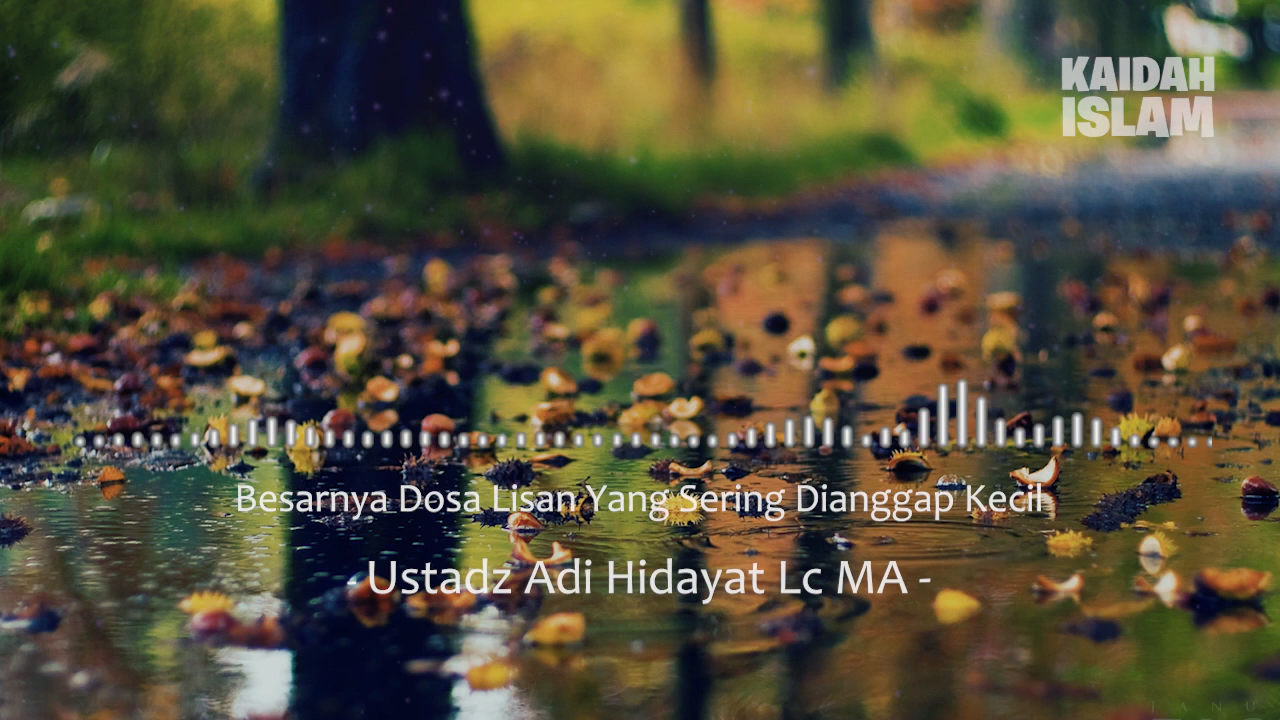 KAIDAH
ISLAM
Besarnya Dosa Lisan Yang Sering Dianggap Kecil
Ustadz Adi Hidayat Lc MA -